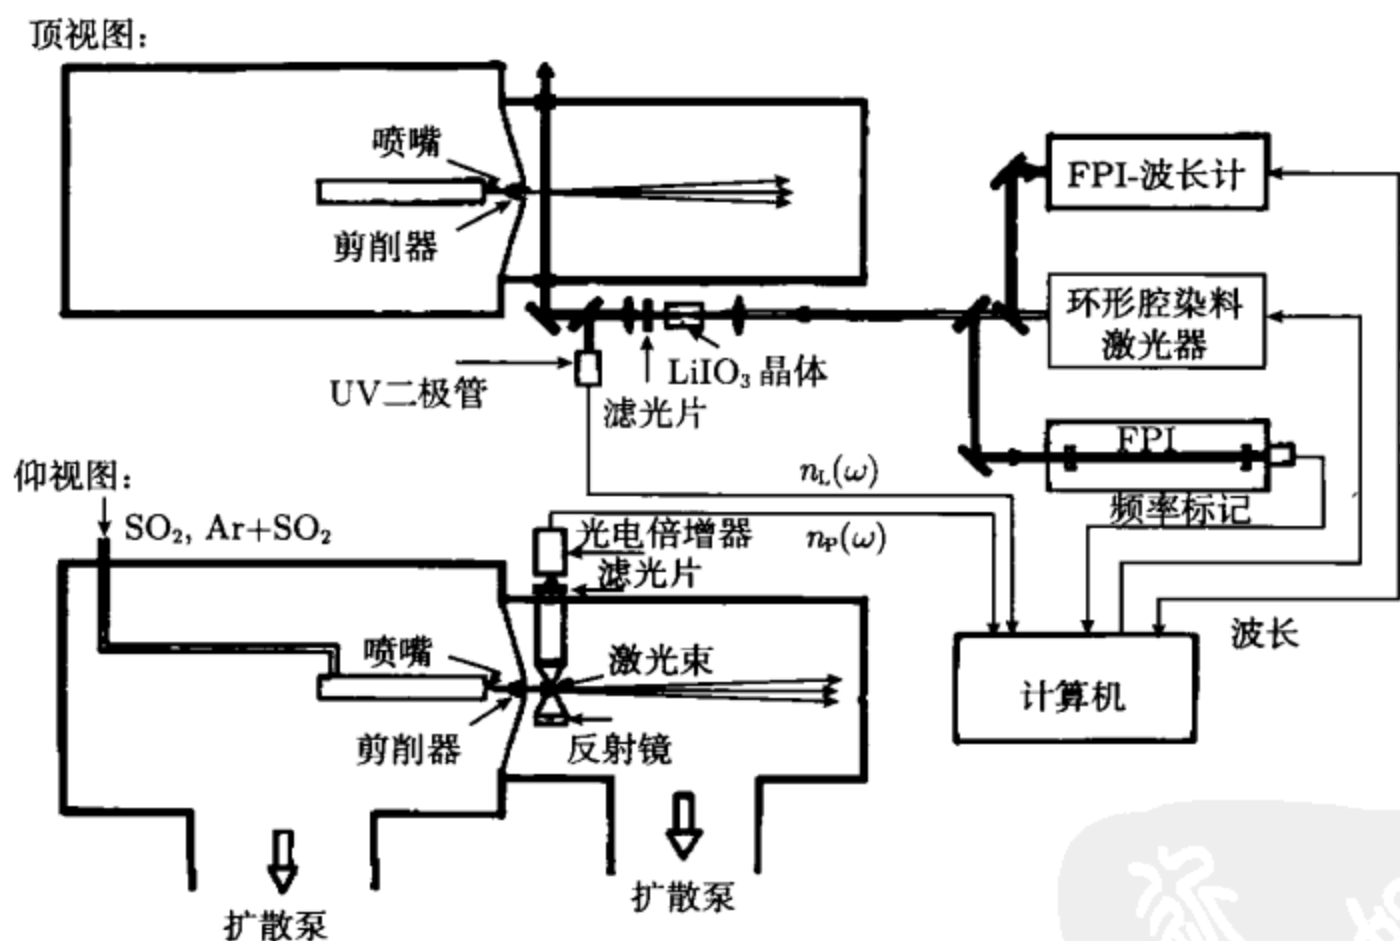 顶视图:
喷嘴
剪削器
FPI-波长计
环形腔染料
激光器
LiIO₃ 晶体
UV二极管
滤光片
FPI
频率标记
n_L(ω)
仰视图:
SO₂, Ar+SO₂
光电倍增器
n_P(ω)
滤光片
喷嘴
激光束
剪削器
反射镜
波长
计算机
扩散泵
扩散泵